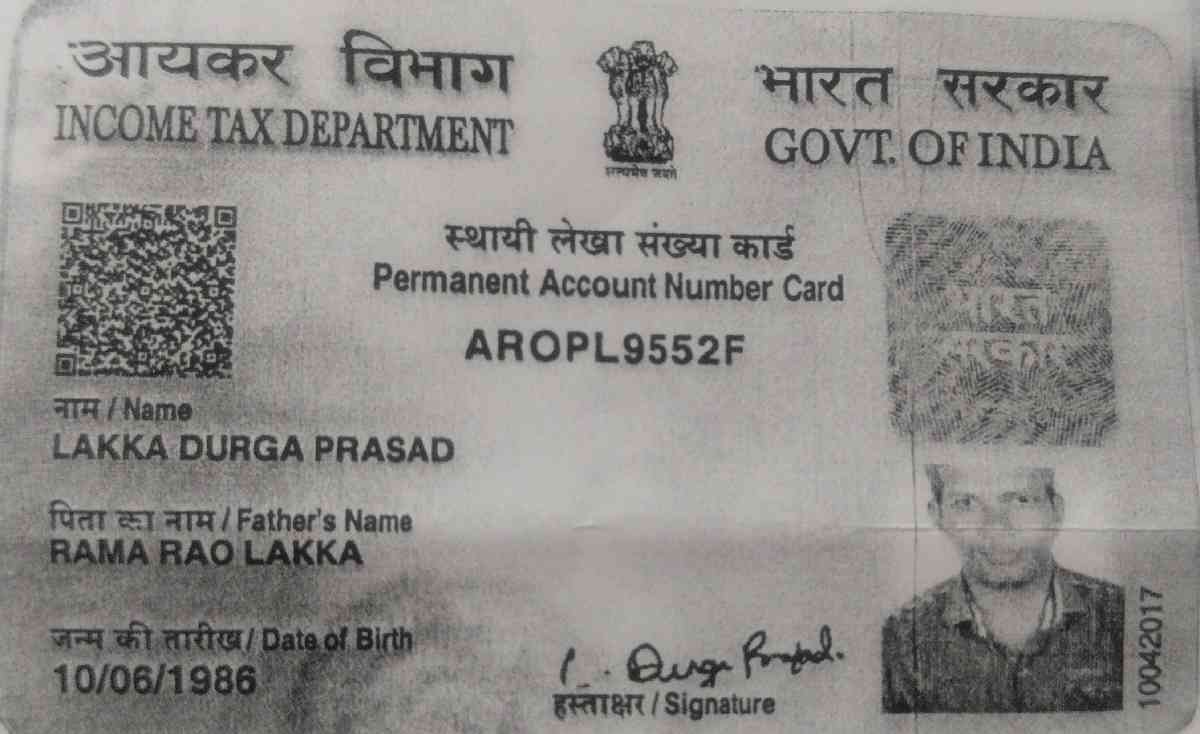 आयकर विभाग
INCOME TAX DEPARTMENT
सत्यमेव जयते
भारत सरकार
GOVT. OF INDIA
स्थायी लेखा संख्या कार्ड
Permanent Account Number Card
AROPL9552F
भारत
सरकार
नाम / Name
LAKKA DURGA PRASAD
पिता का नाम / Father's Name
RAMA RAO LAKKA
जन्म की तारीख / Date of Birth
10/06/1986
L. Durga Prasad.
हस्ताक्षर / Signature
10042017